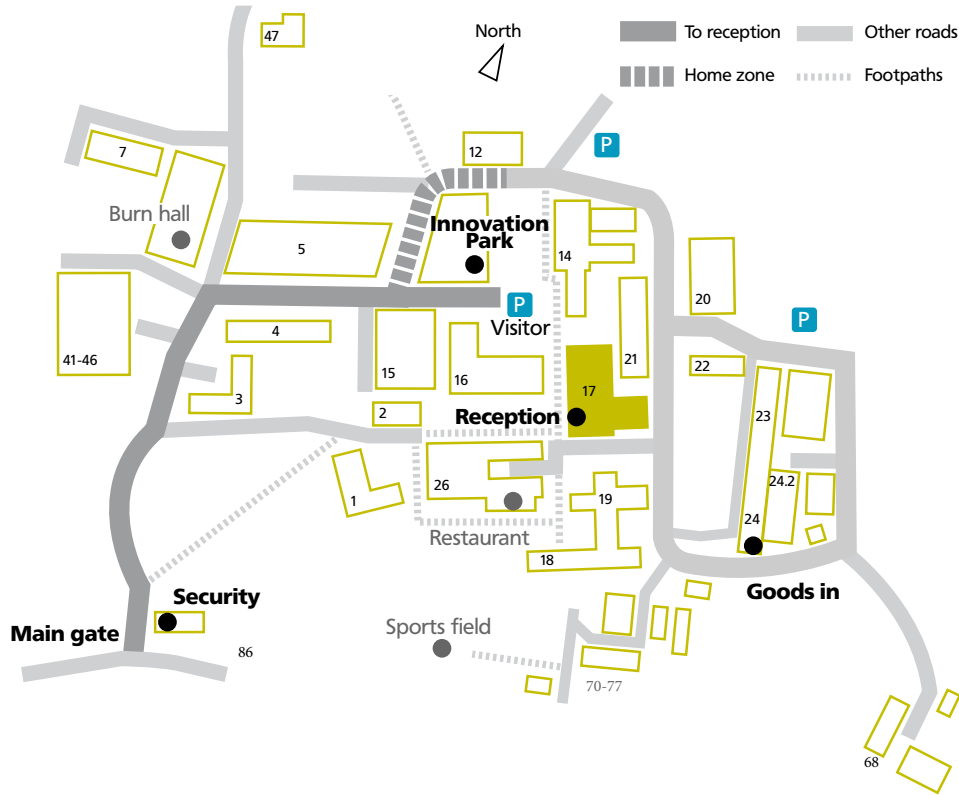 47
North
To reception
Other roads
Home zone
Footpaths
P
12
7
Burn hall
Innovation
Park
5
14
20
P
Visitor
P
4
41-46
15
16
21
22
3
2
17
Reception
23
1
26
19
24.2
24
Restaurant
18
Goods in
Security
Main gate
86
Sports field
70-77
68